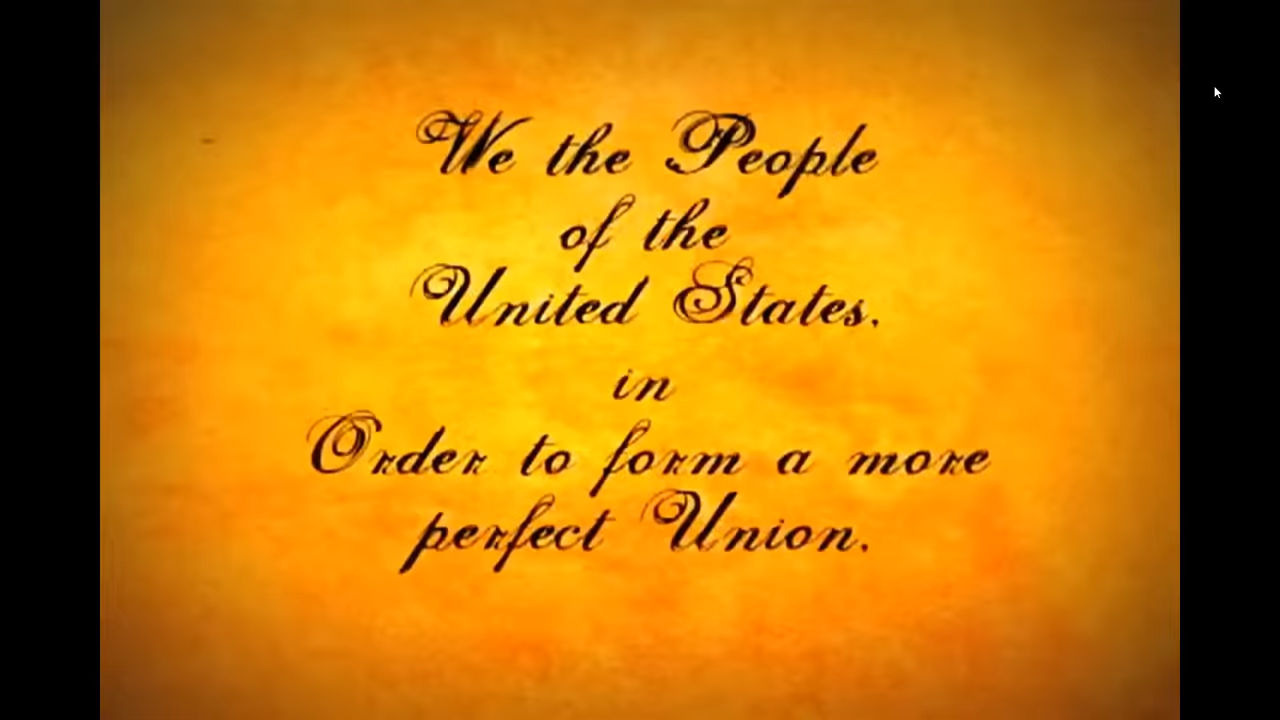 We the People
of the
United States,
in
Order to form a more
perfect Union,